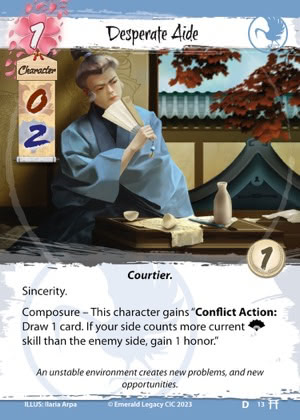 1
Desperate Aide
Character
0
2
1
Courtier.
Sincerity.
Composure – This character gains “Conflict Action:
Draw 1 card. If your side counts more current
skill than the enemy side, gain 1 honor.”
An unstable environment creates new problems, and new
opportunities.
ILLUS: Ilaria Arpa © Emerald Legacy CIC 2023 D 13